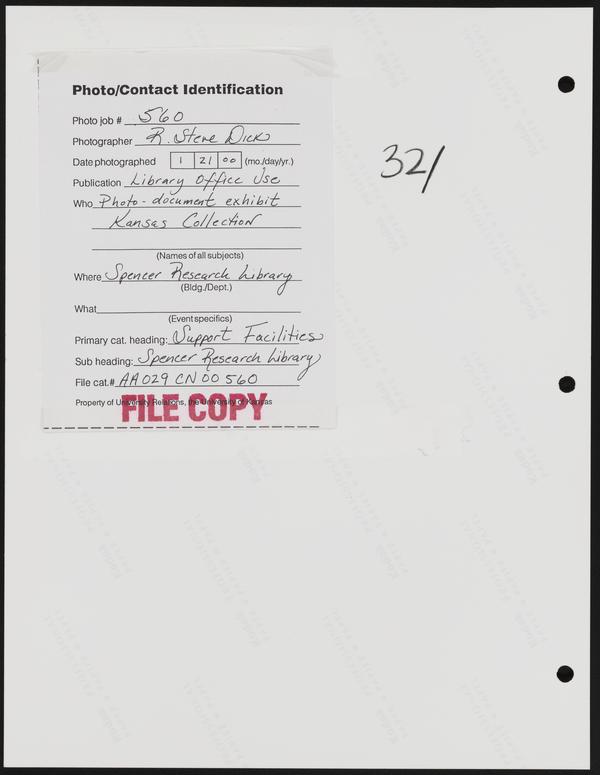 Photo/Contact Identification
Photo job # 560
Photographer R. Steve Dick
Date photographed 1 21 00 (mo./day/yr.)
Publication Library Office Use
Who Photo-document exhibit
Kansas Collection
(Names of all subjects)
Where Spencer Research Library
(Bldg./Dept.)
What
(Event specifics)
Primary cat. heading: Support Facilities
Sub heading: Spencer Research Library
File cat.# AA029 CN00560
Property of University Relations, the University of Kansas
FILE COPY
321